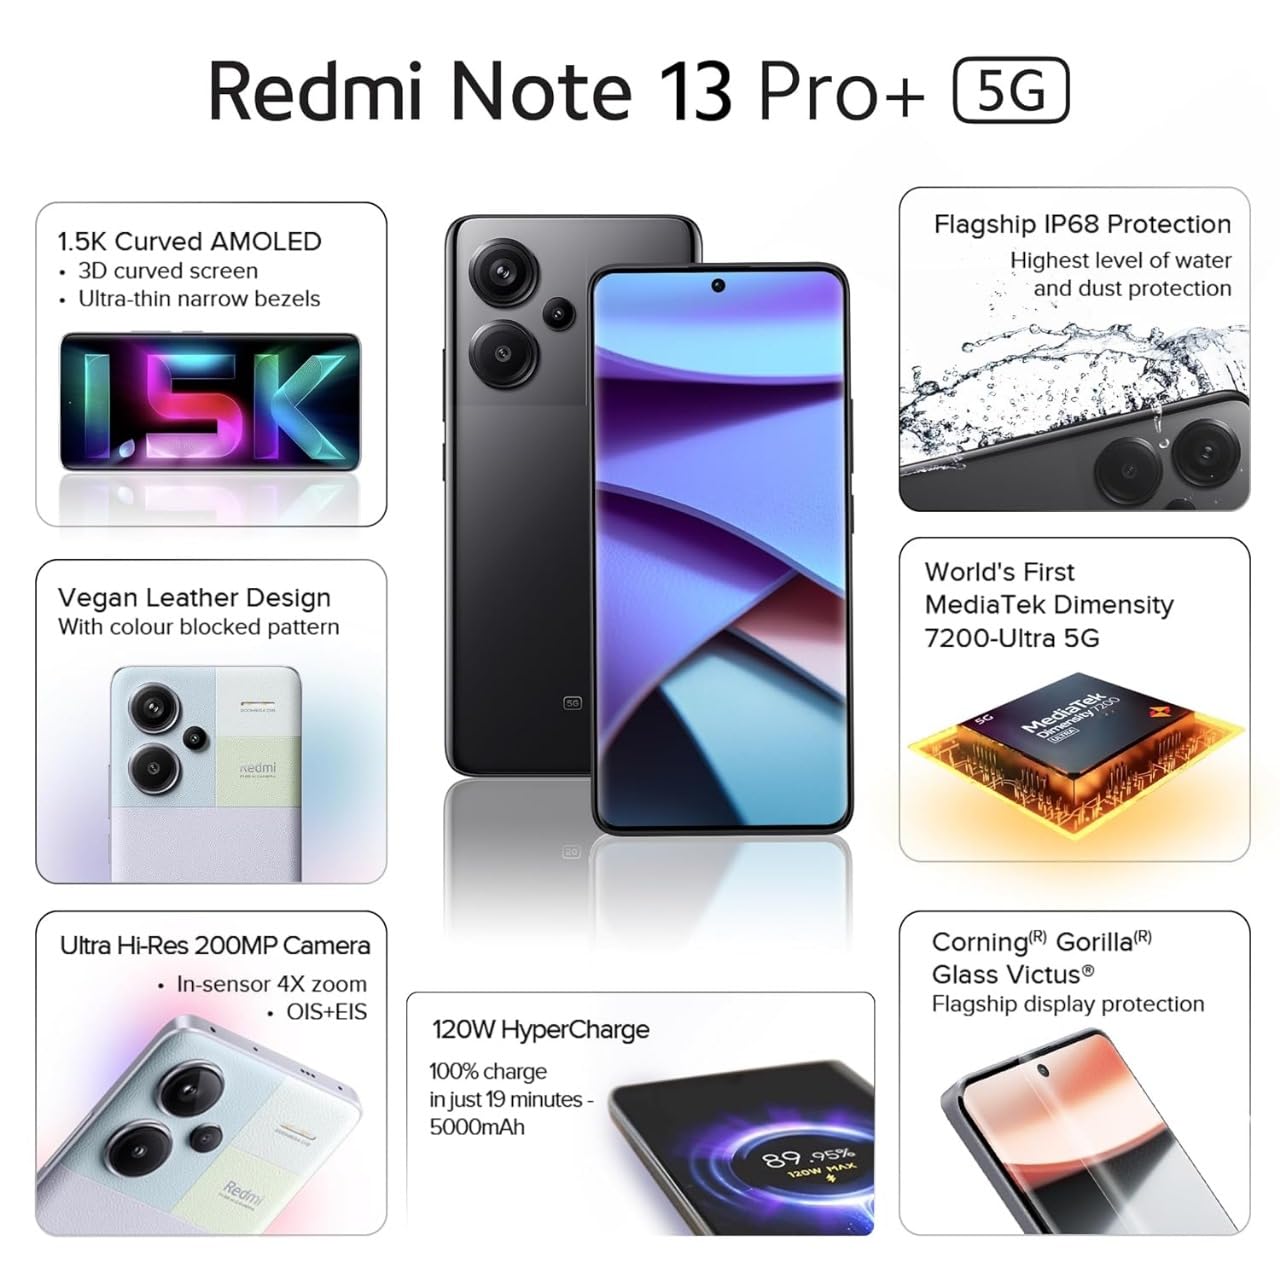 Redmi Note 13 Pro+ 5G
1.5K Curved AMOLED
• 3D curved screen
• Ultra-thin narrow bezels
1.5K
Flagship IP68 Protection
Highest level of water
and dust protection
5G
Vegan Leather Design
With colour blocked pattern
Redmi
World's First
MediaTek Dimensity
7200-Ultra 5G
5G
MediaTek
Dimensity 7200
ULTRA
Ultra Hi-Res 200MP Camera
• In-sensor 4X zoom
• OIS+EIS
Redmi
120W HyperCharge
100% charge
in just 19 minutes -
5000mAh
89.95%
120W MAX
Corning(R) Gorilla(R)
Glass Victus®
Flagship display protection